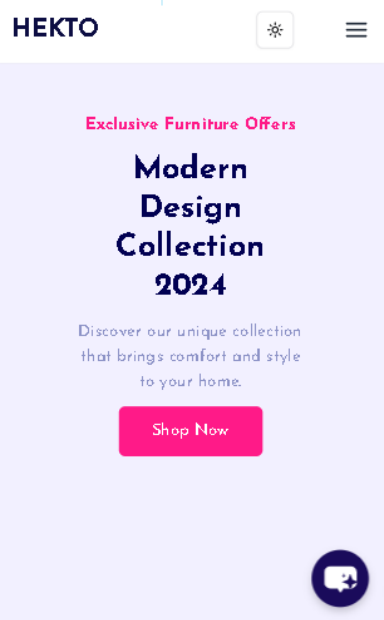 HEKTO
Exclusive Furniture Offers
Modern
Design
Collection
2024
Discover our unique collection
that brings comfort and style
to your home.
Shop Now